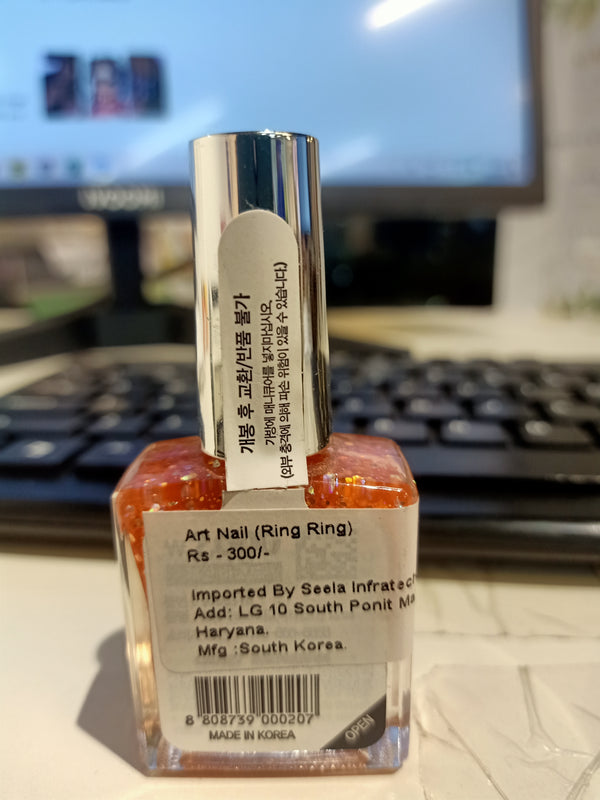 개봉 후 교환/반품 불가
가방에 매니큐어를 넣지마십시오.
(외부 충격에 의해 파손 위험이 있을 수 있습니다.)
Art Nail (Ring Ring)
Rs - 300/-
Imported By Seela Infratech
Add: LG 10 South Ponit Ma
Haryana.
Mfg :South Korea.
8 808739 000207
MADE IN KOREA
OPEN